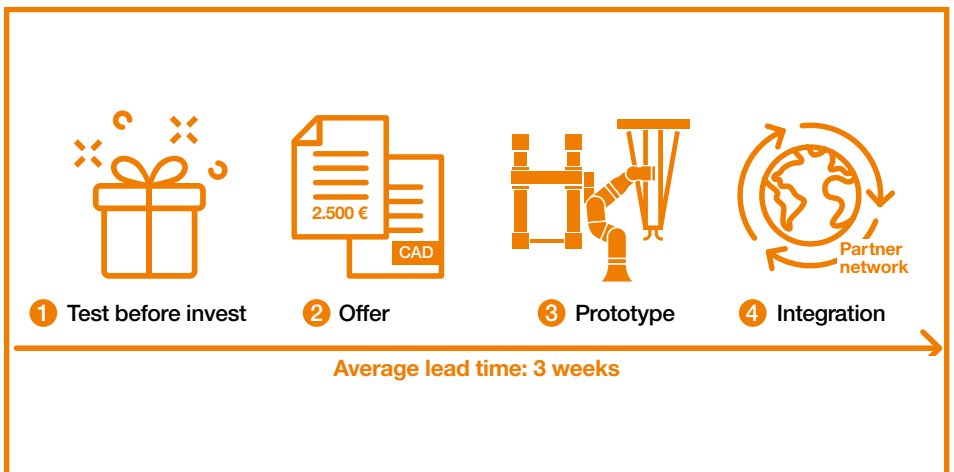 2.500 €
CAD
Partner
network
1 Test before invest
2 Offer
3 Prototype
4 Integration
Average lead time: 3 weeks